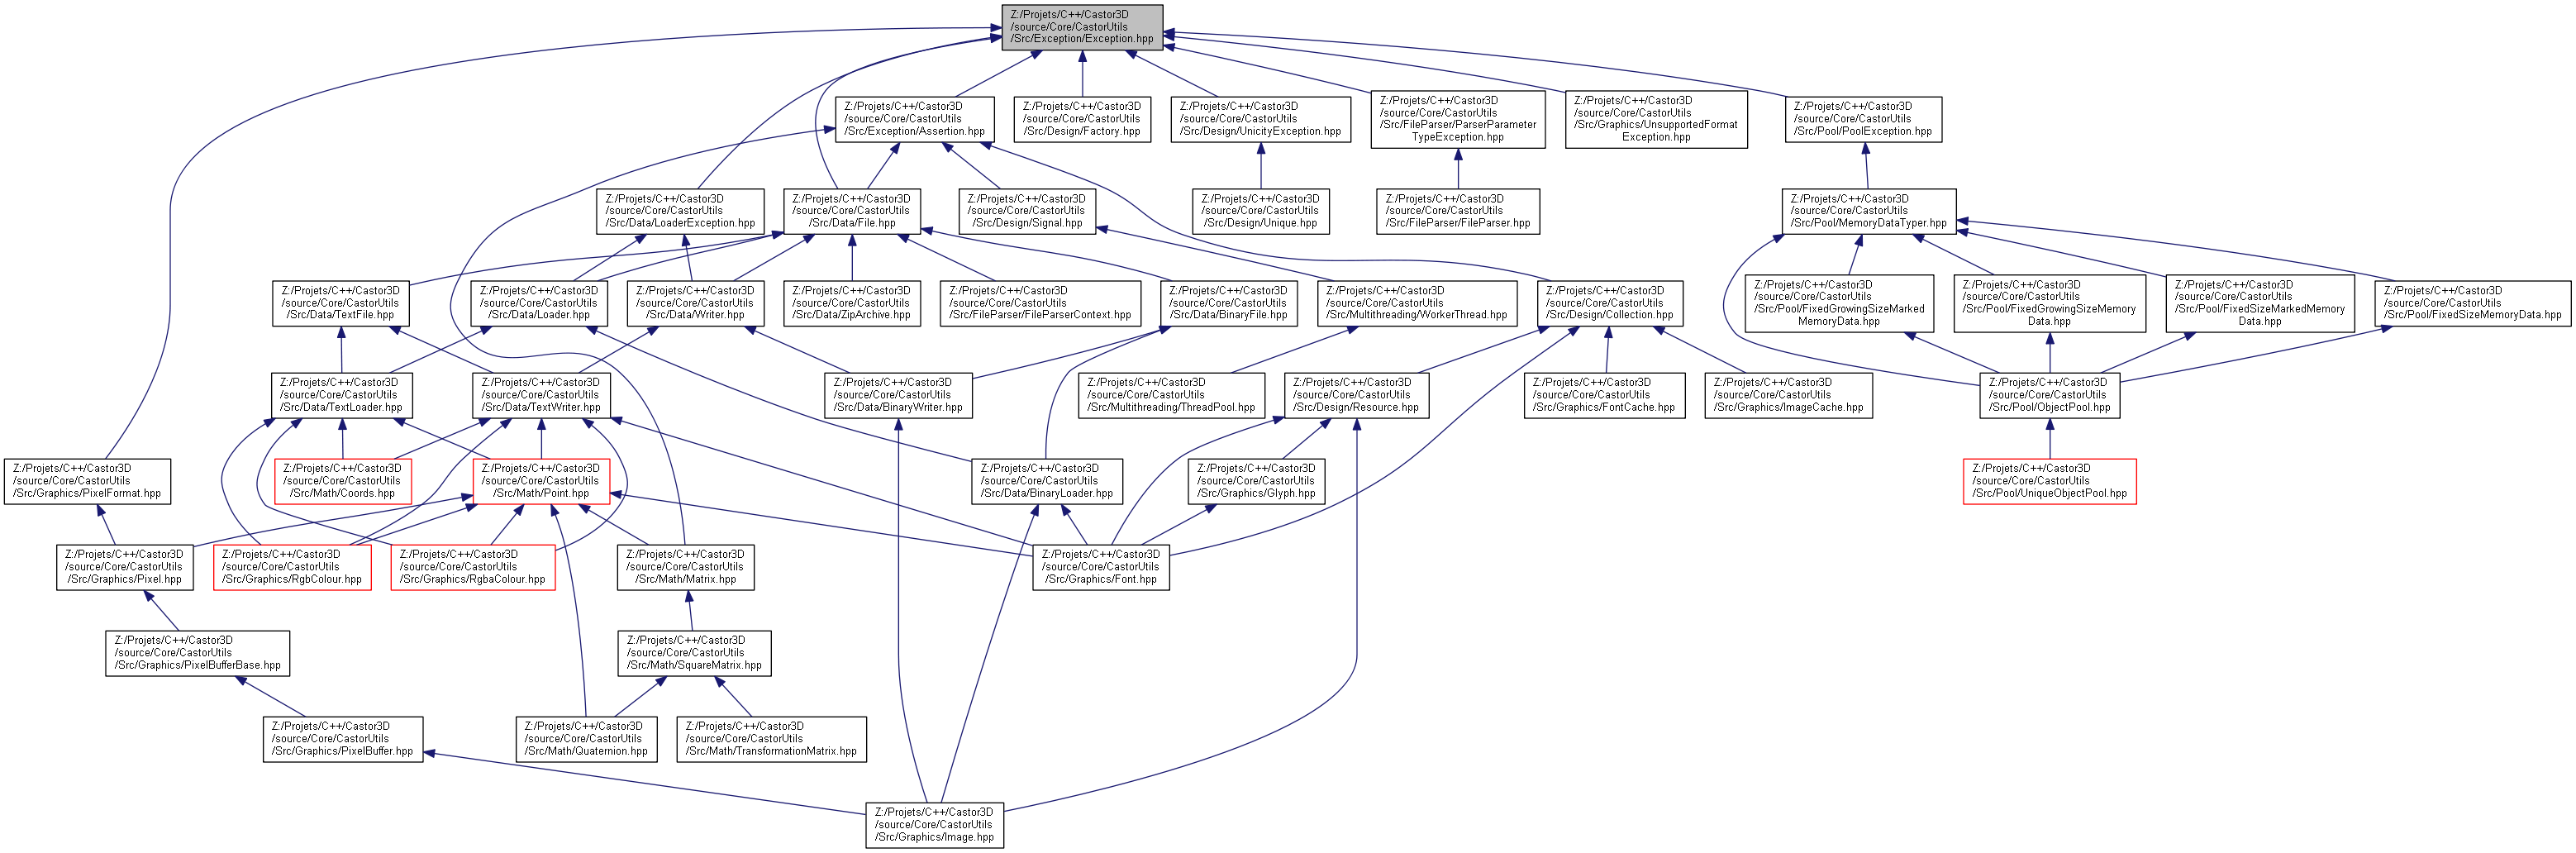 Z:/Projets/C++/Castor3D
/source/Core/CastorUtils
/Src/Exception/Exception.hpp
Z:/Projets/C++/Castor3D
/source/Core/CastorUtils
/Src/Exception/Assertion.hpp
Z:/Projets/C++/Castor3D
/source/Core/CastorUtils
/Src/Design/Factory.hpp
Z:/Projets/C++/Castor3D
/source/Core/CastorUtils
/Src/Design/UnicityException.hpp
Z:/Projets/C++/Castor3D
/source/Core/CastorUtils
/Src/FileParser/ParserParameter
TypeException.hpp
Z:/Projets/C++/Castor3D
/source/Core/CastorUtils
/Src/Graphics/UnsupportedFormat
Exception.hpp
Z:/Projets/C++/Castor3D
/source/Core/CastorUtils
/Src/Pool/PoolException.hpp
Z:/Projets/C++/Castor3D
/source/Core/CastorUtils
/Src/Data/LoaderException.hpp
Z:/Projets/C++/Castor3D
/source/Core/CastorUtils
/Src/Data/File.hpp
Z:/Projets/C++/Castor3D
/source/Core/CastorUtils
/Src/Design/Signal.hpp
Z:/Projets/C++/Castor3D
/source/Core/CastorUtils
/Src/Design/Unique.hpp
Z:/Projets/C++/Castor3D
/source/Core/CastorUtils
/Src/FileParser/FileParser.hpp
Z:/Projets/C++/Castor3D
/source/Core/CastorUtils
/Src/Pool/MemoryDataTyper.hpp
Z:/Projets/C++/Castor3D
/source/Core/CastorUtils
/Src/Data/TextFile.hpp
Z:/Projets/C++/Castor3D
/source/Core/CastorUtils
/Src/Data/Loader.hpp
Z:/Projets/C++/Castor3D
/source/Core/CastorUtils
/Src/Data/Writer.hpp
Z:/Projets/C++/Castor3D
/source/Core/CastorUtils
/Src/Data/ZipArchive.hpp
Z:/Projets/C++/Castor3D
/source/Core/CastorUtils
/Src/FileParser/FileParserContext.hpp
Z:/Projets/C++/Castor3D
/source/Core/CastorUtils
/Src/Data/BinaryFile.hpp
Z:/Projets/C++/Castor3D
/source/Core/CastorUtils
/Src/Multithreading/WorkerThread.hpp
Z:/Projets/C++/Castor3D
/source/Core/CastorUtils
/Src/Design/Collection.hpp
Z:/Projets/C++/Castor3D
/source/Core/CastorUtils
/Src/Pool/FixedGrowingSizeMarked
MemoryData.hpp
Z:/Projets/C++/Castor3D
/source/Core/CastorUtils
/Src/Pool/FixedGrowingSizeMemory
Data.hpp
Z:/Projets/C++/Castor3D
/source/Core/CastorUtils
/Src/Pool/FixedSizeMarkedMemory
Data.hpp
Z:/Projets/C++/Castor3D
/source/Core/CastorUtils
/Src/Pool/FixedSizeMemoryData.hpp
Z:/Projets/C++/Castor3D
/source/Core/CastorUtils
/Src/Data/TextLoader.hpp
Z:/Projets/C++/Castor3D
/source/Core/CastorUtils
/Src/Data/TextWriter.hpp
Z:/Projets/C++/Castor3D
/source/Core/CastorUtils
/Src/Data/BinaryWriter.hpp
Z:/Projets/C++/Castor3D
/source/Core/CastorUtils
/Src/Multithreading/ThreadPool.hpp
Z:/Projets/C++/Castor3D
/source/Core/CastorUtils
/Src/Design/Resource.hpp
Z:/Projets/C++/Castor3D
/source/Core/CastorUtils
/Src/Graphics/FontCache.hpp
Z:/Projets/C++/Castor3D
/source/Core/CastorUtils
/Src/Graphics/ImageCache.hpp
Z:/Projets/C++/Castor3D
/source/Core/CastorUtils
/Src/Pool/ObjectPool.hpp
Z:/Projets/C++/Castor3D
/source/Core/CastorUtils
/Src/Graphics/PixelFormat.hpp
Z:/Projets/C++/Castor3D
/source/Core/CastorUtils
/Src/Math/Coords.hpp
Z:/Projets/C++/Castor3D
/source/Core/CastorUtils
/Src/Math/Point.hpp
Z:/Projets/C++/Castor3D
/source/Core/CastorUtils
/Src/Data/BinaryLoader.hpp
Z:/Projets/C++/Castor3D
/source/Core/CastorUtils
/Src/Graphics/Glyph.hpp
Z:/Projets/C++/Castor3D
/source/Core/CastorUtils
/Src/Pool/UniqueObjectPool.hpp
Z:/Projets/C++/Castor3D
/source/Core/CastorUtils
/Src/Graphics/Pixel.hpp
Z:/Projets/C++/Castor3D
/source/Core/CastorUtils
/Src/Graphics/RgbColour.hpp
Z:/Projets/C++/Castor3D
/source/Core/CastorUtils
/Src/Graphics/RgbaColour.hpp
Z:/Projets/C++/Castor3D
/source/Core/CastorUtils
/Src/Math/Matrix.hpp
Z:/Projets/C++/Castor3D
/source/Core/CastorUtils
/Src/Graphics/Font.hpp
Z:/Projets/C++/Castor3D
/source/Core/CastorUtils
/Src/Graphics/PixelBufferBase.hpp
Z:/Projets/C++/Castor3D
/source/Core/CastorUtils
/Src/Math/SquareMatrix.hpp
Z:/Projets/C++/Castor3D
/source/Core/CastorUtils
/Src/Graphics/PixelBuffer.hpp
Z:/Projets/C++/Castor3D
/source/Core/CastorUtils
/Src/Math/Quaternion.hpp
Z:/Projets/C++/Castor3D
/source/Core/CastorUtils
/Src/Math/TransformationMatrix.hpp
Z:/Projets/C++/Castor3D
/source/Core/CastorUtils
/Src/Graphics/Image.hpp